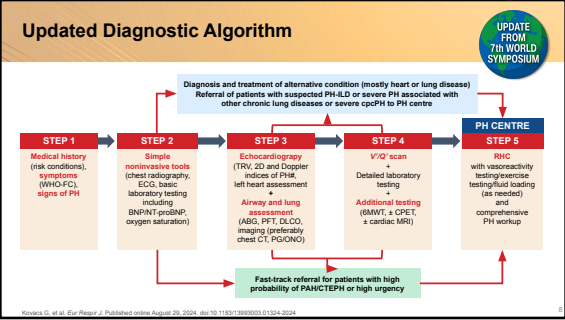 Updated Diagnostic Algorithm
UPDATE
FROM
7th WORLD
SYMPOSIUM
Diagnosis and treatment of alternative condition (mostly heart or lung disease)
Referral of patients with suspected PH-ILD or severe PH associated with
other chronic lung diseases or severe cpcPH to PH centre
PH CENTRE
STEP 1
Medical history
(risk conditions),
symptoms
(WHO-FC),
signs of PH
STEP 2
Simple
noninvasive tools
(chest radiography,
ECG, basic
laboratory testing
including
BNP/NT-proBNP,
oxygen saturation)
STEP 3
Echocardiograpy
(TRV, 2D and Doppler
indices of PH#,
left heart assessment
+
Airway and lung
assessment
(ABG, PFT, DLCO,
imaging (preferably
chest CT, PG/ONO)
STEP 4
V'/Q' scan
+
Detailed laboratory
testing
+
Additional testing
(6MWT, ± CPET,
± cardiac MRI)
STEP 5
RHC
with vasoreactivity
testing/exercise
testing/fluid loading
(as needed)
and
comprehensive
PH workup
Fast-track referral for patients with high
probability of PAH/CTEPH or high urgency
Kovacs G, et al. Eur Respir J. Published online August 29, 2024. doi:10.1183/13993003.01324-2024
8